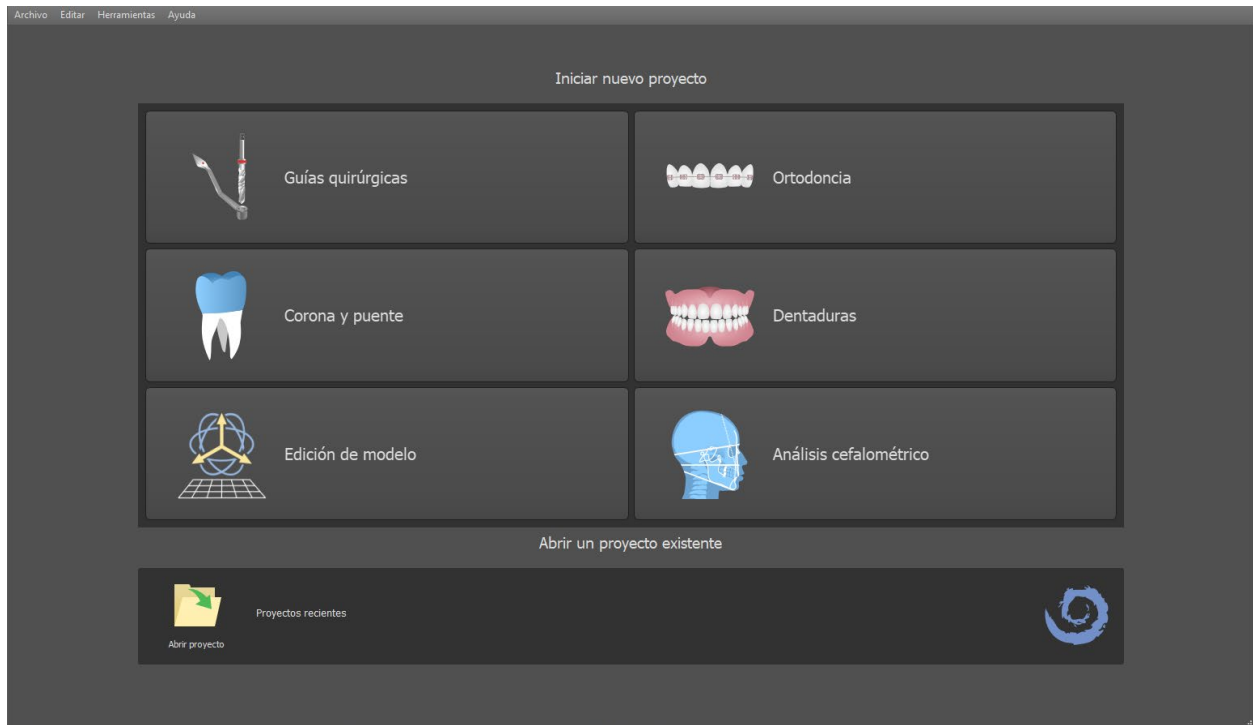 Archivo Editar Herramientas Ayuda
Iniciar nuevo proyecto
Guías quirúrgicas
Ortodoncia
Corona y puente
Dentaduras
Edición de modelo
Análisis cefalométrico
Abrir un proyecto existente
Proyectos recientes
Abrir proyecto